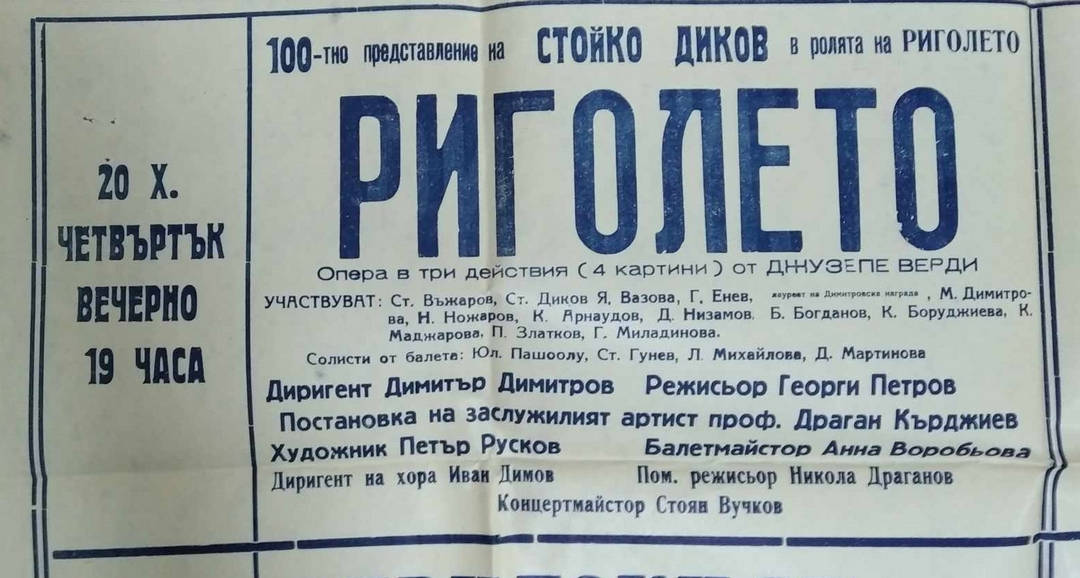 20 X.
ЧЕТВЪРТЪК
ВЕЧЕРНО
19 ЧАСА
100-тно представление на СТОЙКО ДИКОВ в ролята на РИГОЛЕТО
РИГОЛЕТО
Опера в три действия ( 4 картини ) от ДЖУЗЕПЕ ВЕРДИ
УЧАСТВУВАТ: Ст. Въжаров, Ст. Диков Я. Вазова, Г. Енев, лауреат на Димитровска награда , М. Димитро-
ва, Н. Ножаров, К. Арнаудов, Д. Низамов. Б. Богданов, К. Боруджиева, К.
Маджарова. П. Златков, Г. Миладинова.
Солисти от балета: Юл. Пашоолу, Ст. Гунев, Л. Михайлова, Д. Мартинова
Диригент Димитър Димитров Режисьор Георги Петров
Постановка на заслужилият артист проф. Драган Кърджиев
Художник Петър Русков Балетмайстор Анна Воробьова
Диригент на хора Иван Димов Пом. режисьор Никола Драганов
Концертмайстор Стоян Вучков